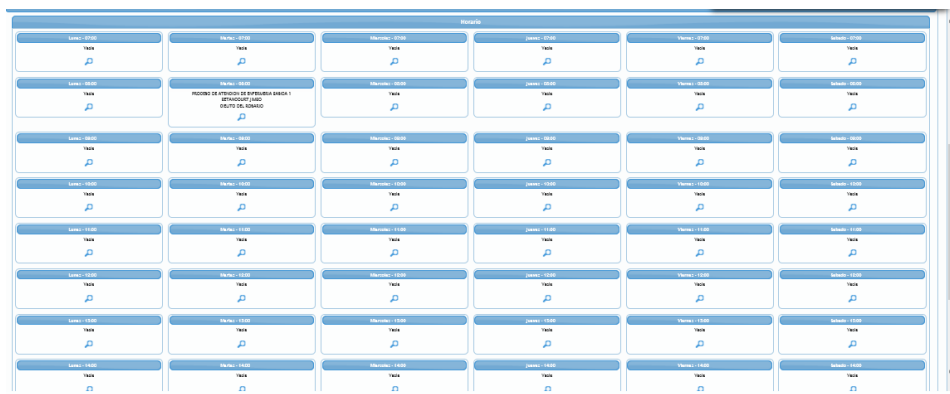 Horario
Lunes - 07:00 Martes - 07:00 Miercoles - 07:00 Jueves - 07:00 Viernes - 07:00 Sabado - 07:00
Vacia Vacia Vacia Vacia Vacia Vacia
Lunes - 08:00 Martes - 08:00 Miercoles - 08:00 Jueves - 08:00 Viernes - 08:00 Sabado - 08:00
Vacia PROCESO DE ATENCION DE ENFERMERIA BASICA 1 Vacia Vacia Vacia Vacia
BETANCOURT
DEL ROSARIO
Lunes - 09:00 Martes - 09:00 Miercoles - 09:00 Jueves - 09:00 Viernes - 09:00 Sabado - 09:00
Vacia Vacia Vacia Vacia Vacia Vacia
Lunes - 10:00 Martes - 10:00 Miercoles - 10:00 Jueves - 10:00 Viernes - 10:00 Sabado - 10:00
Vacia Vacia Vacia Vacia Vacia Vacia
Lunes - 11:00 Martes - 11:00 Miercoles - 11:00 Jueves - 11:00 Viernes - 11:00 Sabado - 11:00
Vacia Vacia Vacia Vacia Vacia Vacia
Lunes - 12:00 Martes - 12:00 Miercoles - 12:00 Jueves - 12:00 Viernes - 12:00 Sabado - 12:00
Vacia Vacia Vacia Vacia Vacia Vacia
Lunes - 13:00 Martes - 13:00 Miercoles - 13:00 Jueves - 13:00 Viernes - 13:00 Sabado - 13:00
Vacia Vacia Vacia Vacia Vacia Vacia
Lunes - 14:00 Martes - 14:00 Miercoles - 14:00 Jueves - 14:00 Viernes - 14:00 Sabado - 14:00
Vacia Vacia Vacia Vacia Vacia Vacia